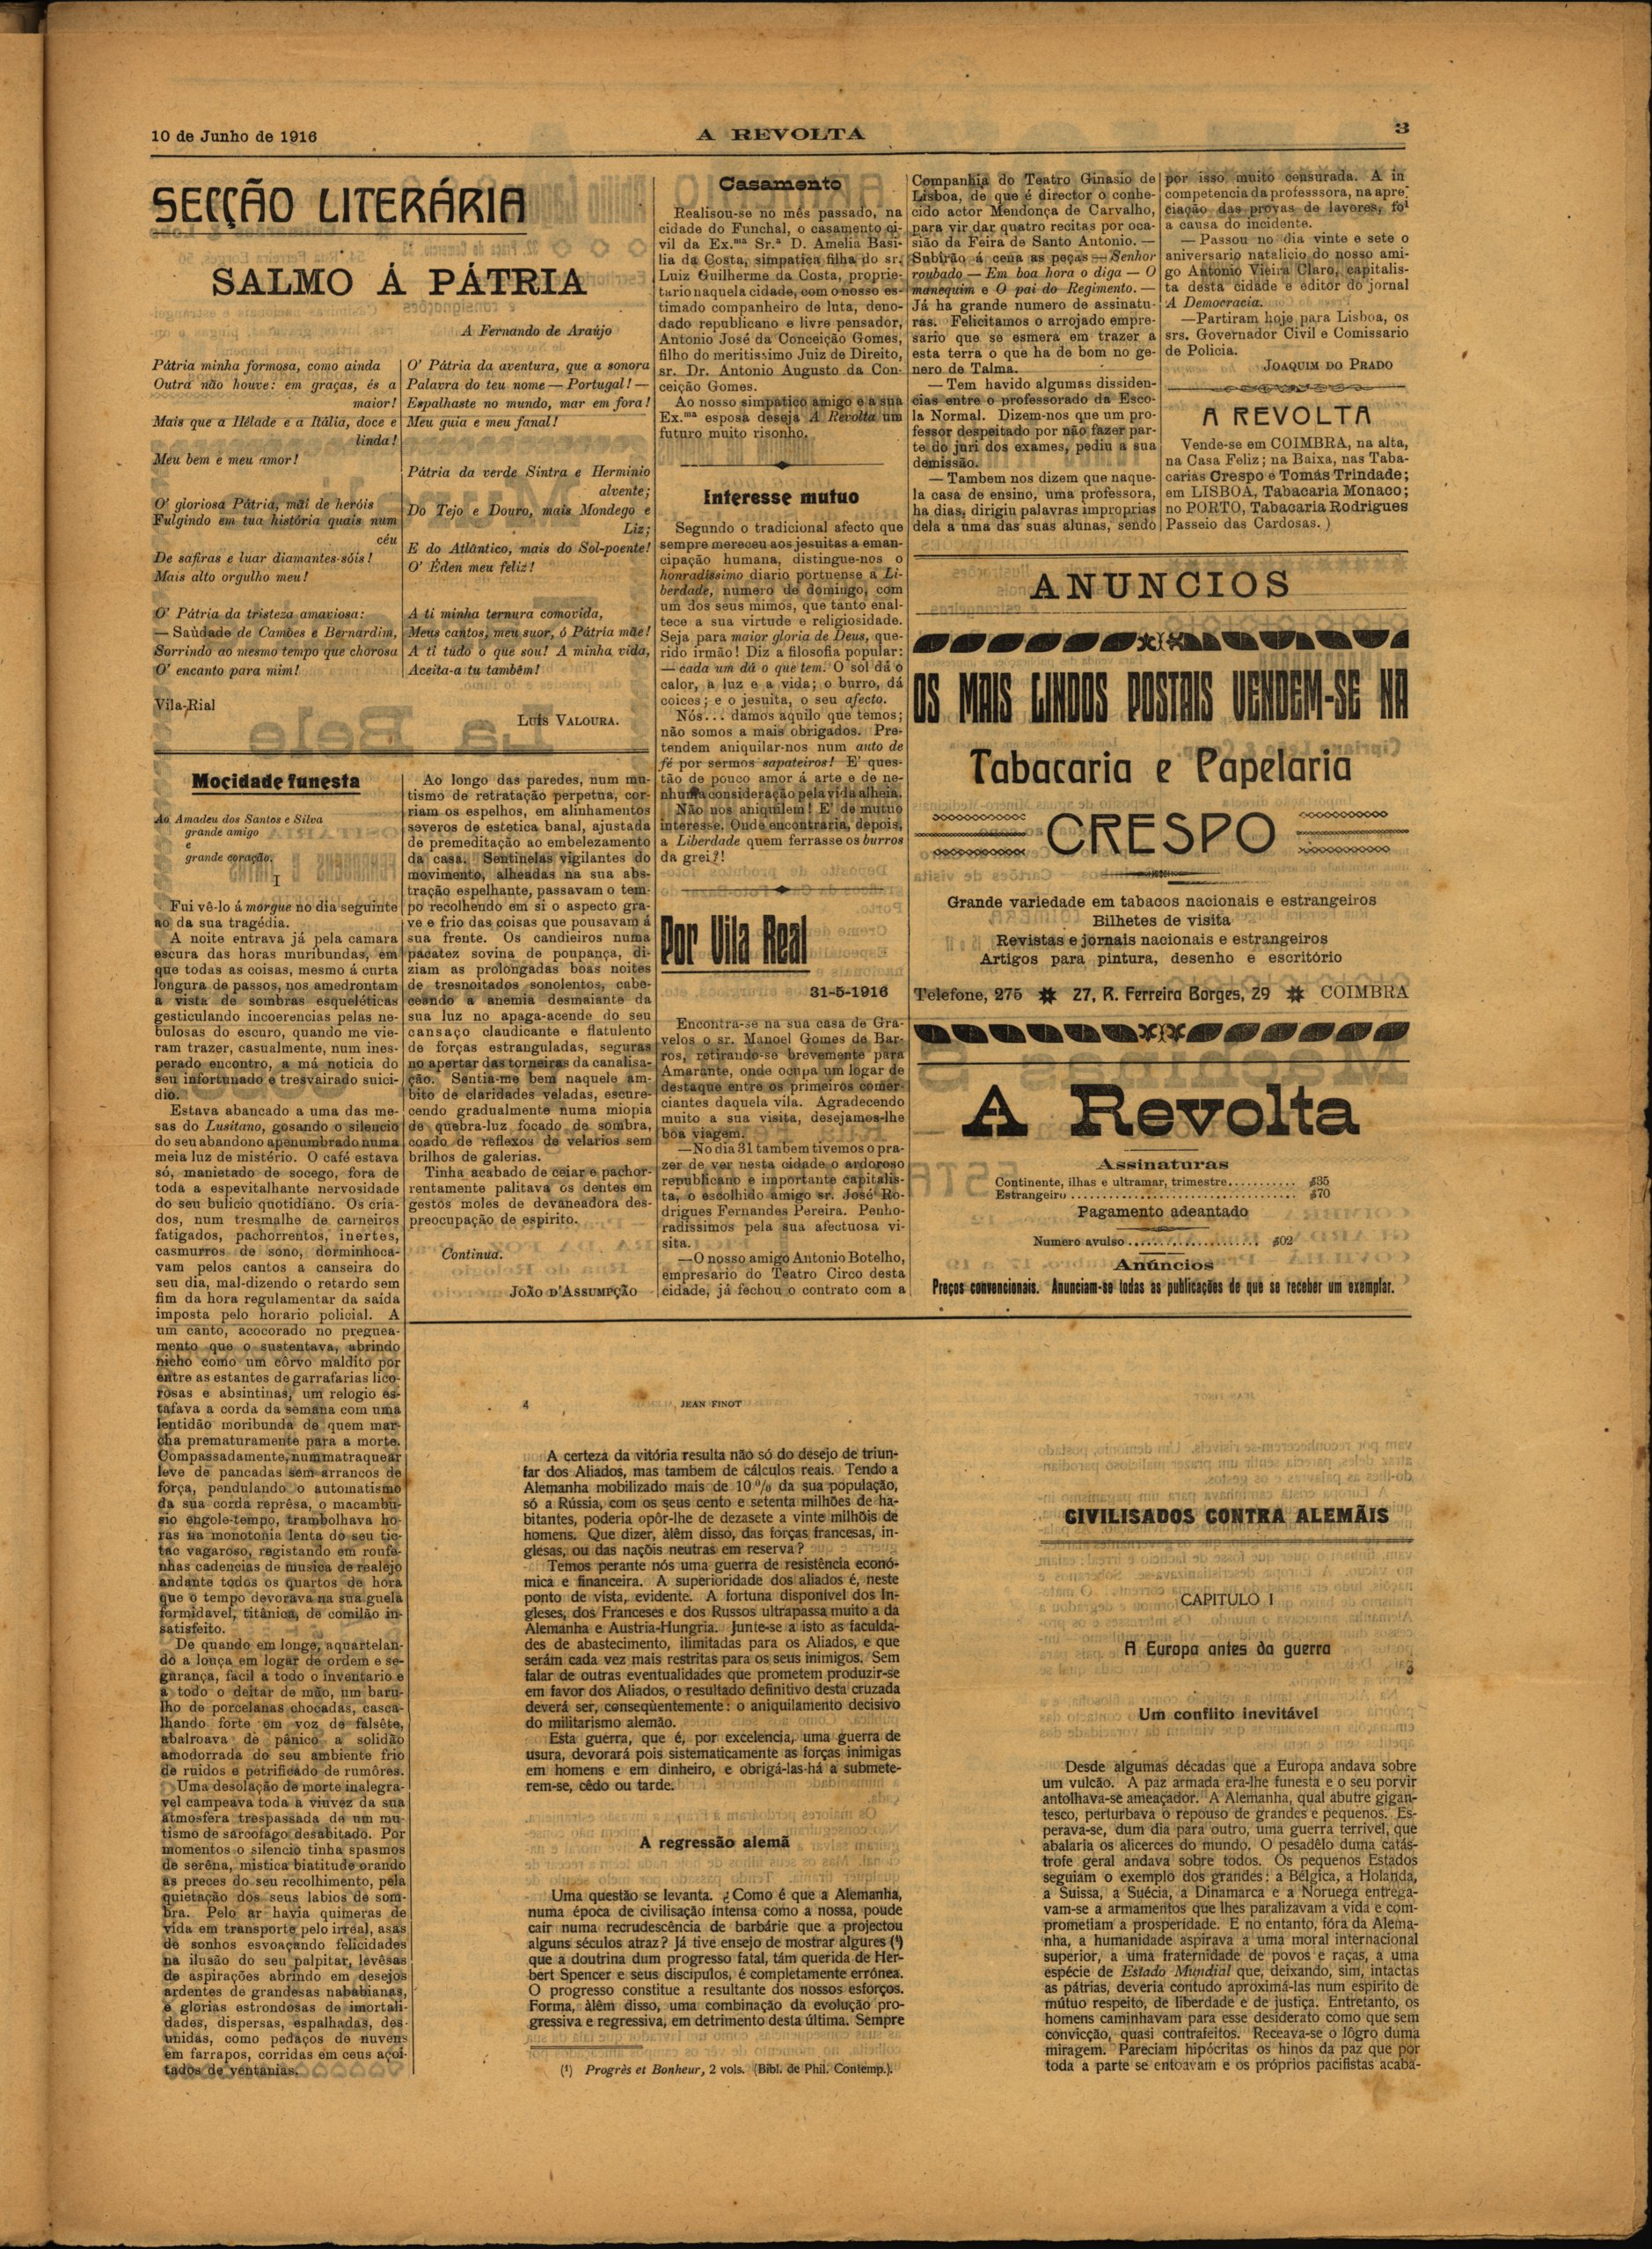 10 de Junho de 1916
A REVOLTA
3
SECÇÃO LITERÁRIA
SALMO Á PÁTRIA
A Fernando de Araújo
Pátria minha formosa, como ainda
Outra não houve: em graças, és a
maior!
Mais que a Hélade e a Itália, doce e
linda!
Meu bem e meu amor!
O' gloriosa Pátria, mãi de heróis
Fulgindo em tua história quais num
céu
De safiras e luar diamantes-sóis!
Mais alto orgulho meu!
O' Pátria da tristeza amaviosa:
— Saùdade de Camões e Bernardim,
Sorrindo ao mesmo tempo que chorosa
O' encanto para mim!
Vila-Rial
O' Pátria da aventura, que a sonora
Palavra do teu nome — Portugal! —
Espalhaste no mundo, mar em fora!
Meu guia e meu fanal!
Pátria da verde Sintra e Herminio
alvente;
Do Tejo e Douro, mais Mondego e
Liz;
E do Atlântico, mais do Sol-poente!
O' Éden meu feliz!
A ti minha ternura comovida,
Meus cantos, meu suor, ó Pátria mãe!
A ti tudo o que sou! A minha vida,
Aceita-a tu também!
LUÍS VALOURA.
Mocidade funesta
Ao Amadeu dos Santos e Silva
grande amigo
e
grande coração.
I
Fui vê-lo á morgue no dia seguinte
ao da sua tragédia.
A noite entrava já pela camara
escura das horas muribundas, em
que todas as coisas, mesmo á curta
longura de passos, nos amedrontam
a vista de sombras esqueléticas
gesticulando incoerencias pelas ne-
bulosas do escuro, quando me vie-
ram trazer, casualmente, num ines-
perado encontro, a má noticia do
seu infortunado e tresvairado suici-
dio.
Estava abancado a uma das me-
sas do Lusitano, gosando o silencio
do seu abandono apenumbrado numa
meia luz de mistério. O café estava
só, manietado de socego, fora de
toda a espevitalhante nervosidade
do seu bulicio quotidiano. Os cria-
dos, num tresmalhe de carneiros
fatigados, pachorrentos, inertes,
casmurros de sono, dorminhoca-
vam pelos cantos a canseira do
seu dia, mal-dizendo o retardo sem
fim da hora regulamentar da saída
imposta pelo horario policial. A
um canto, acocorado no preguea-
mento que o sustentava, abrindo
nicho como um côrvo maldito por
entre as estantes de garrafarias lico-
rosas e absintinas, um relogio es-
tafava a corda da semana com uma
lentidão moribunda de quem mar-
cha prematuramente para a morte.
Compassadamente, num matraquear
leve de pancadas sem arrancos de
força, pendulando o automatismo
da sua corda reprêsa, o macambu-
sio engole-tempo, trambolhava ho-
ras na monotonia lenta do seu tic-
tac vagaroso, registando em roufe-
nhas cadencias de musica de realejo
andante todos os quartos de hora
que o tempo devorava na sua guela
formidavel, titânica, de comilão in-
satisfeito.
De quando em longe, aquartelan-
do a louça em logar de ordem e se-
gurança, facil a todo o inventario e
a todo o deitar de mão, um baru-
lho de porcelanas chocadas, casca-
lhando forte em voz de falsête,
abalroava de pânico a solidão
amodorrada do seu ambiente frio
de ruidos e petrificado de rumôres.
Uma desolação de morte inalegra-
vel campeava toda a viuvez da sua
atmosfera trespassada de um mu-
tismo de sarcofago desabitado. Por
momentos o silencio tinha spasmos
de serêna, mistica biatitude orando
as preces do seu recolhimento, pela
quietação dos seus labios de som-
bra. Pelo ar havia quimeras de
vida em transporte pelo irreal, asas
de sonhos esvoaçando felicidades
na ilusão do seu palpitar, levêsas
de aspirações abrindo em desejos
ardentes de grandesas nababianas,
e glorias estrondosas de imortali-
dades, dispersas, espalhadas, des-
unidas, como pedaços de nuvens
em farrapos, corridas em ceus açoi-
tados de ventanias.
Ao longo das paredes, num mu-
tismo de retratação perpetua, cor-
riam os espelhos, em alinhamentos
severos de estetica banal, ajustada
de premeditação ao embelezamento
da casa. Sentinelas vigilantes do
movimento, alheadas na sua abs-
tração espelhante, passavam o tem-
po recolhendo em si o aspecto gra-
ve e frio das coisas que pousavam á
sua frente. Os candieiros numa
pacatez sovina de poupança, di-
ziam as prolongadas boas noites
de tresnoitados sonolentos, cabe-
ceando a anemia desmaiante da
sua luz no apaga-acende do seu
cansaço claudicante e flatulento
de forças estranguladas, seguras
no apertar das torneiras da canalisa-
ção. Sentia-me bem naquele am-
bito de claridades veladas, escure-
cendo gradualmente numa miopia
de quebra-luz focado de sombra,
coado de reflexos de velarios sem
brilhos de galerias.
Tinha acabado de ceiar e pachor-
rentamente palitava os dentes em
gestos moles de devaneadora des-
preocupação de espirito.
Continua.
JOÃO D'ASSUMPÇÃO
Casamento
Realisou-se no mês passado, na
cidade do Funchal, o casamento ci-
vil da Ex.ma Sr.a D. Amelia Basi-
lia da Costa, simpatica filha do sr.
Luiz Guilherme da Costa, proprie-
tario naquela cidade, com o nosso es-
timado companheiro de luta, deno-
dado republicano e livre pensador,
Antonio José da Conceição Gomes,
filho do meritissimo Juiz de Direito,
sr. Dr. Antonio Augusto da Con-
ceição Gomes.
Ao nosso simpatico amigo e a sua
Ex.ma esposa deseja A Revolta um
futuro muito risonho.
Interesse mutuo
Segundo o tradicional afecto que
sempre mereceu aos jesuitas a eman-
cipação humana, distingue-nos o
honradissimo diario portuense a Li-
berdade, numero de domingo, com
um dos seus mimos, que tanto enal-
tece a sua virtude e religiosidade.
Seja para maior gloria de Deus, que-
rido irmão! Diz a filosofia popular:
— cada um dá o que tem. O sol dá o
calor, a luz e a vida; o burro, dá
coices; e o jesuita, o seu afecto.
Nós... damos aquilo que temos;
não somos a mais obrigados. Pre-
tendem aniquilar-nos num auto de
fé por sermos sapateiros! E' ques-
tão de pouco amor á arte e de ne-
nhuma consideração pela vida alheia.
Não nos aniquilem! E' de mutuo
interesse. Onde encontraria, depois,
a Liberdade quem ferrasse os burros
da grei?!
Por Vila Real
31-5-1916
Encontra-se na sua casa de Gra-
velos o sr. Manoel Gomes de Bar-
ros, retirando-se brevemente para
Amarante, onde ocupa um logar de
destaque entre os primeiros comer-
ciantes daquela vila. Agradecendo
muito a sua visita, desejamos-lhe
bôa viagem.
—No dia 31 tambem tivemos o pra-
zer de ver nesta cidade o ardoroso
republicano e importante capitalis-
ta, o escolhido amigo sr. José Ro-
drigues Fernandes Pereira. Penho-
radissimos pela sua afectuosa vi-
sita.
—O nosso amigo Antonio Botelho,
empresario do Teatro Circo desta
cidade, já fechou o contrato com a
Companhia do Teatro Ginasio de
Lisboa, de que é director o conhe-
cido actor Mendonça de Carvalho,
para vir dar quatro recitas por oca-
sião da Feira de Santo Antonio. —
Subirão á cena as peças — Senhor
roubado — Em boa hora o diga — O
manequim e O pai do Regimento. —
Já ha grande numero de assinatu-
ras. Felicitamos o arrojado empre-
sario que se esmera em trazer a
esta terra o que ha de bom no ge-
nero de Talma.
—Tem havido algumas dissiden-
cias entre o professorado da Esco-
la Normal. Dizem-nos que um pro-
fessor despeitado por não fazer par-
te do juri dos exames, pediu a sua
demissão.
—Tambem nos dizem que naque-
la casa de ensino, uma professora,
ha dias, dirigiu palavras improprias
dela a uma das suas alunas, sendo
por isso muito censurada. A in
competencia da professsora, na apre-
ciação das provas de lavores, foi
a causa do incidente.
—Passou no dia vinte e sete o
aniversario natalicio do nosso ami-
go Antonio Vieira Claro, capitalis-
ta desta cidade e editor do jornal
A Democracia.
—Partiram hoje para Lisboa, os
srs. Governador Civil e Comissario
de Policia.
JOAQUIM DO PRADO
A REVOLTA
Vende-se em COIMBRA, na alta,
na Casa Feliz; na Baixa, nas Taba-
carias Crespo e Tomás Trindade;
em LISBOA, Tabacaria Monaco;
no PORTO, Tabacaria Rodrigues
Passeio das Cardosas. )
ANUNCIOS
OS MAIS LINDOS POSTAIS VENDEM-SE NA
Tabacaria e Papelaria
CRESPO
Grande variedade em tabacos nacionais e estrangeiros
Bilhetes de visita
Revistas e jornais nacionais e estrangeiros
Artigos para pintura, desenho e escritório
Telefone, 275 27, R. Ferreira Borges, 29 COIMBRA
A Revolta
Assinaturas
Continente, ilhas e ultramar, trimestre........... $35
Estrangeiro ................................. $70
Pagamento adeantado
Numero avulso .................... $02
Anúncios
Preços convencionais. Anunciam-se todas as publicações de que se receber um exemplar.
4
JEAN FINOT
A certeza da vitória resulta não só do desejo de triun-
far dos Aliados, mas tambem de cálculos reais. Tendo a
Alemanha mobilizado mais de 10 % da sua população,
só a Rússia, com os seus cento e setenta milhões de ha-
bitantes, poderia opôr-lhe de dezasete a vinte milhões de
homens. Que dizer, àlêm disso, das forças francesas, in-
glesas, ou das nações neutras em reserva?
Temos perante nós uma guerra de resistência econó-
mica e financeira. A superioridade dos aliados é, neste
ponto de vista, evidente. A fortuna disponível dos In-
gleses, dos Franceses e dos Russos ultrapassa muito a da
Alemanha e Austria-Hungria. Junte-se a isto as faculda-
des de abastecimento, ilimitadas para os Aliados, e que
serám cada vez mais restritas para os seus inimigos. Sem
falar de outras eventualidades que prometem produzir-se
em favor dos Aliados, o resultado definitivo desta cruzada
deverá ser, conseqùentemente: o aniquilamento decisivo
do militarismo alemão.
Esta guerra, que é, por excelencia, uma guerra de
usura, devorará pois sistematicamente as forças inimigas
em homens e em dinheiro, e obrigá-las-há a submete-
rem-se, cêdo ou tarde.
A regressão alemã
Uma questão se levanta. ¿Como é que a Alemanha,
numa época de civilisação intensa como a nossa, poude
cair numa recrudescência de barbárie que a projectou
alguns séculos atraz? Já tive ensejo de mostrar algures (¹)
que a doutrina dum progresso fatal, tám querida de Her-
bert Spencer e seus discípulos, é completamente errónea.
O progresso constitue a resultante dos nossos esforços.
Forma, àlêm disso, uma combinação da evolução pro-
gressiva e regressiva, em detrimento desta última. Sempre
(¹) Progrès et Bonheur, 2 vols. (Bibl. de Phil. Contemp.).
CIVILISADOS CONTRA ALEMÃIS
CAPITULO I
A Europa antes da guerra
Um conflito inevitável
Desde algumas décadas que a Europa andava sobre
um vulcão. A paz armada era-lhe funesta e o seu porvir
antolhava-se ameaçador. A Alemanha, qual abutre gigan-
tesco, perturbava o repouso de grandes e pequenos. Es-
perava-se, dum dia para outro, uma guerra terrível, que
abalaria os alicerces do mundo. O pesadêlo duma catás-
trofe geral andava sobre todos. Os pequenos Estados
seguiam o exemplo dos grandes: a Bélgica, a Holanda,
a Suissa, a Suécia, a Dinamarca e a Noruega entrega-
vam-se a armamentos que lhes paralizavam a vida e com-
prometiam a prosperidade. E no entanto, fóra da Alema-
nha, a humanidade aspirava a uma moral internacional
superior, a uma fraternidade de povos e raças, a uma
espécie de Estado Mundial que, deixando, sim, intactas
as pátrias, deveria contudo aproximá-las num espírito de
mútuo respeito, de liberdade e de justiça. Entretanto, os
homens caminhavam para esse desiderato como que sem
convicção, quasi contrafeitos. Receava-se o lôgro duma
miragem. Pareciam hipócritas os hinos da paz que por
toda a parte se entoavam e os próprios pacifistas acaba-